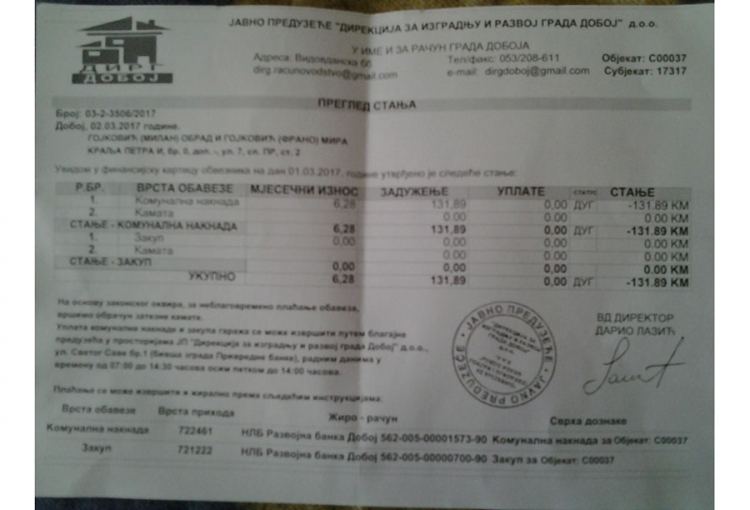 ЈАВНО ПРЕДУЗЕЋЕ "ДИРЕКЦИЈА ЗА ИЗГРАДЊУ И РАЗВОЈ ГРАДА ДОБОЈ" д.о.о.
У ИМЕ И ЗА РАЧУН ГРАДА ДОБОЈА
ДИРГ
ДОБОЈ
Адреса: Видовданска бб Тел/факс: 053/208-611 Објекат: С00037
dirg.racunovodstvo@gmail.com e-mail: dirgdoboj@gmail.com Субјекат: 17317
ПРЕГЛЕД СТАЊА
Број: 03-2-3506/2017
Добој, 02.03.2017 године.
ГОЈКОВИЋ (МИЛАН) ОБРАД И ГОЈКОВИЋ (ФРАНО) МИРА
КРАЉА ПЕТРА И, бр. 0, доп. -, ул. 7, сп. ПР, ст. 2
Увидом у финансијску картицу обвезника на дан 01.03.2017. године утврђено је следеће стање:
Р.БР. ВРСТА ОБАВЕЗЕ МЈЕСЕЧНИ ИЗНОС ЗАДУЖЕЊЕ УПЛАТЕ СТАТУС СТАЊЕ
1. Комунална накнада 6,28 131,89 0,00 ДУГ -131.89 КМ
2. Камата 0.00 0.00 0.00 КМ
СТАЊЕ - КОМУНАЛНА НАКНАДА 6,28 131,89 0,00 ДУГ -131.89 КМ
1. Закуп 0,00 0.00 0.00 0.00 КМ
2. Камата 0.00 0.00 0.00 КМ
СТАЊЕ - ЗАКУП 0,00 0.00 0.00 0.00 КМ
УКУПНО 6,28 131,89 0,00 ДУГ -131.89 КМ
На основу законског оквира, за неблаговремено плаћање обавеза,
вршимо обрачун затезне камата.
Уплата комунална накнада и закупа гаража се може извршити путем благајне
предузећа у просторијама ЈП "Дирекција за изградњу и развој града Добој" д.о.о.,
ул. Светог Саве бр.1 (бивша зграда Привредне банка), радним данима у
времену од 07:00 до 14:30 часова осим петком до 14:00 часова.
ВД ДИРЕКТОР
ДАРИО ЛАЗИЋ
ЈАВНО ПРЕДУЗЕЋЕ
JAVNO PREDUZEĆE
Плаћање се може извршити и жирално према сљедећим инструкцијама:
Врста обавезе Врста прихода Жиро - рачун Сврха дознаке
Комунална накнада 722461 НЛБ Развојна банка Добој 562-005-00001573-90 Комунална накнада за Објекат: С00037
Закуп 721222 НЛБ Развојна банка Добој 562-005-00000700-90 Закуп за Објекат: С00037